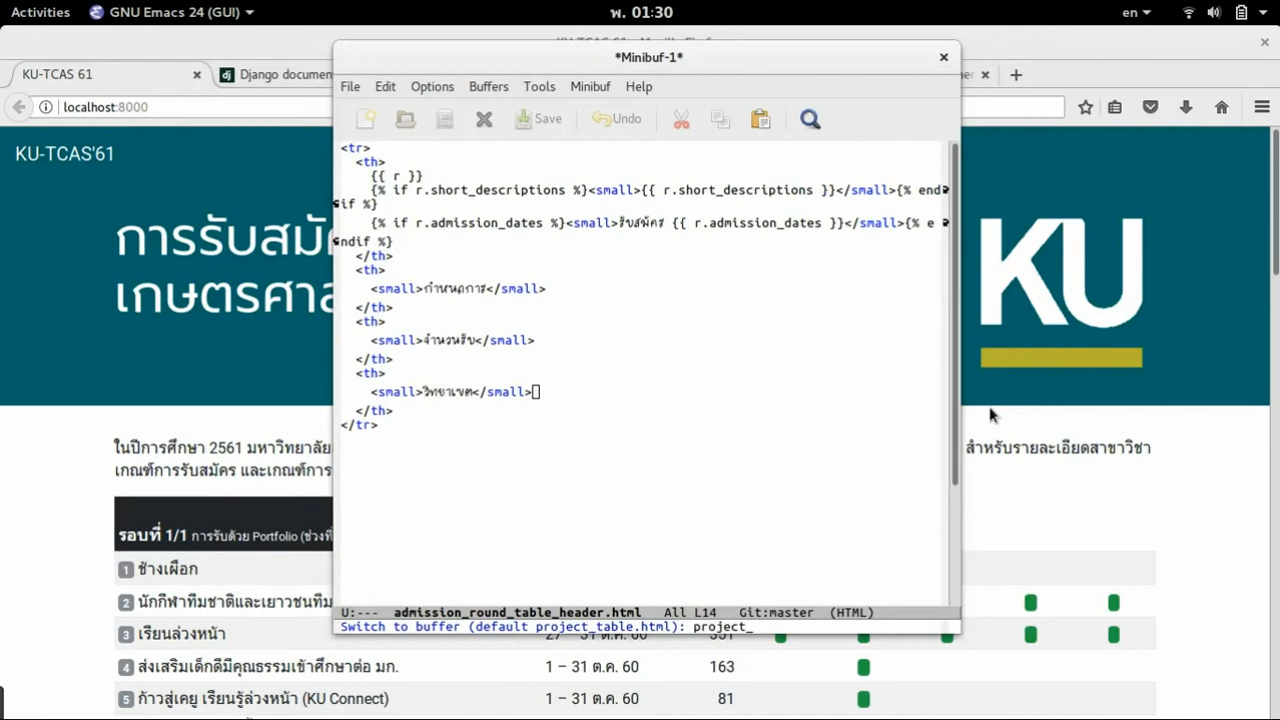 Activities
GNU Emacs 24 (GUI)
พ. 01:30
en
KU-TCAS 61
Django documen
localhost:8000
*Minibuf-1*
File Edit Options Buffers Tools Minibuf Help
Save Undo
KU-TCAS'61
การรับสมั
เกษตรศา
KU
<tr>
<th>
{{ r }}
{% if r.short_descriptions %}<small>{{ r.short_descriptions }}</small>{% end
if %}
{% if r.admission_dates %}<small>รับสมัคร {{ r.admission_dates }}</small>{% e
ndif %}
</th>
<th>
<small>กำหนดการ</small>
</th>
<th>
<small>จำนวนรับ</small>
</th>
<th>
<small>วิทยาเขต</small>
</th>
</tr>
U:--- admission_round_table_header.html All L14 Git:master (HTML)
Switch to buffer (default project_table.html): project_
ในปีการศึกษา 2561 มหาวิทยาลัย สำหรับรายละเอียดสาขาวิชา
เกณฑ์การรับสมัคร และเกณฑ์การ
รอบที่ 1/1 การรับด้วย Portfolio (ช่วงที่
1 ช้างเผือก
2 นักกีฬาทีมชาติและเยาวชนทีม
3 เรียนล่วงหน้า
4 ส่งเสริมเด็กดีมีคุณธรรมเข้าศึกษาต่อ มก. 1 – 31 ต.ค. 60 163
5 ก้าวสู่เคยู เรียนรู้ล่วงหน้า (KU Connect) 1 – 31 ต.ค. 60 81